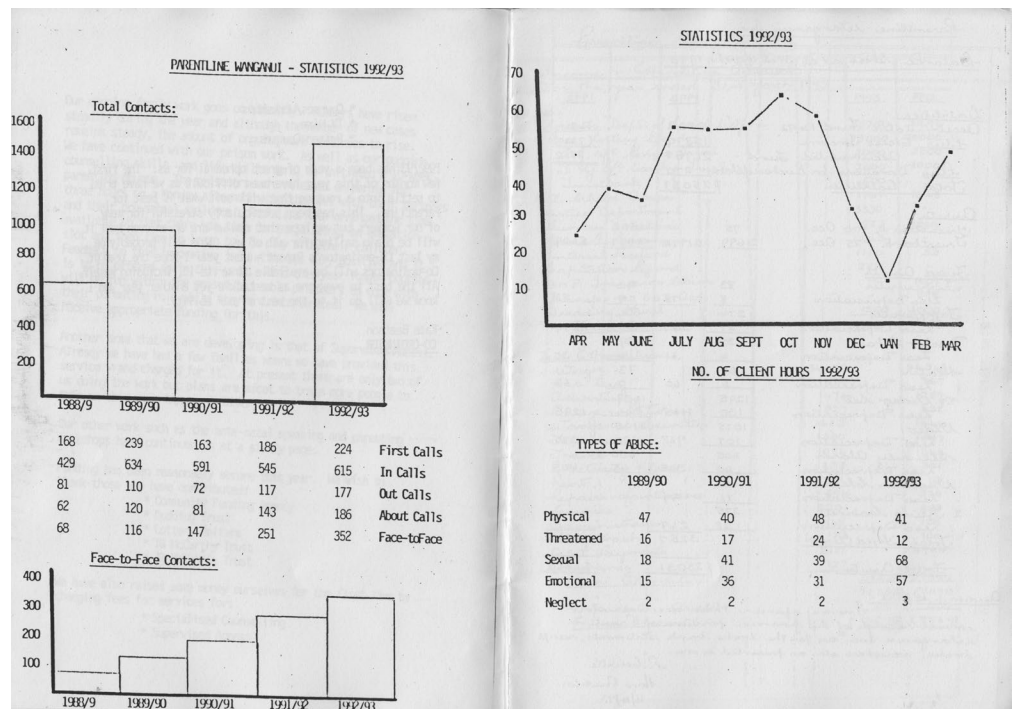 PARENTLINE WANGANUI - STATISTICS 1992/93
Total Contacts:
1600
1400
1200
1000
800
600
400
200
1988/9 1989/90 1990/91 1991/92 1992/93
168 239 163 186 224 First Calls
429 634 591 545 615 In Calls
81 110 72 117 177 Out Calls
62 120 81 143 186 About Calls
68 116 147 251 352 Face-toFace
Face-to-Face Contacts:
400
300
200
100
1988/9 1989/90 1990/91 1991/92 1992/93
STATISTICS 1992/93
70
60
50
40
30
20
10
APR MAY JUNE JULY AUG SEPT OCT NOV DEC JAN FEB MAR
NO. OF CLIENT HOURS 1992/93
TYPES OF ABUSE:
1989/90 1990/91 1991/92 1992/93
Physical 47 40 48 41
Threatened 16 17 24 12
Sexual 18 41 39 68
Emotional 15 36 31 57
Neglect 2 2 2 3